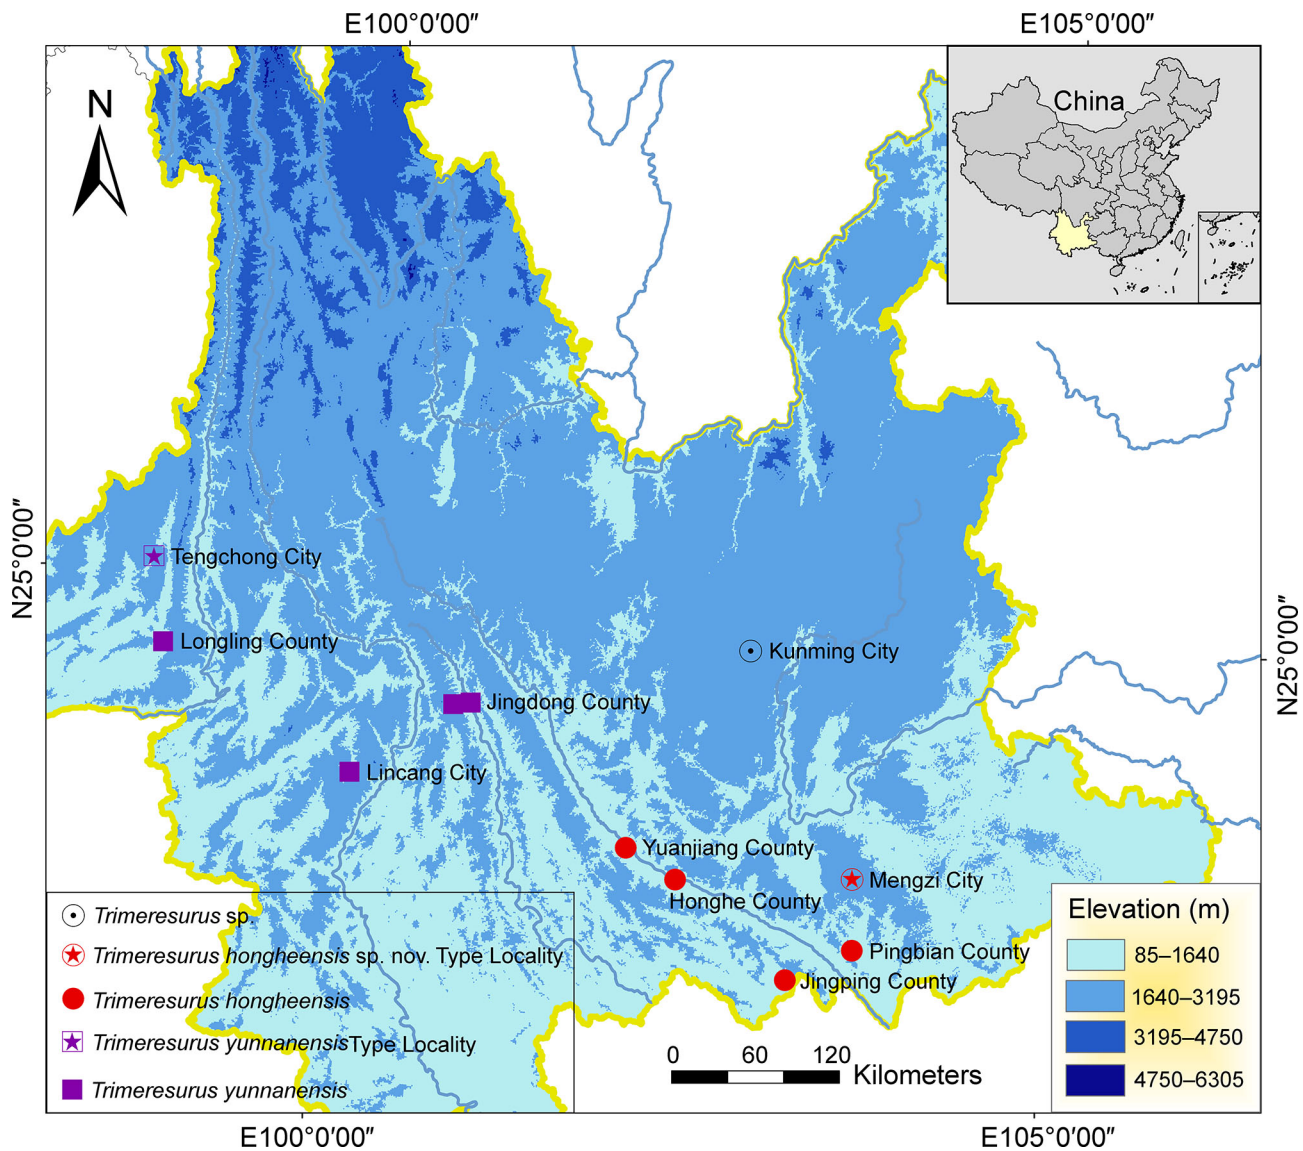 E100°0′00″
E105°0′00″
N
China
N25°0′00″
Tengchong City
Longling County
Kunming City
N25°0′00″
Jingdong County
Lincang City
Yuanjiang County
Mengzi City
Honghe County
Pingbian County
Jingping County
Trimeresurus sp.
Trimeresurus hongheensis sp. nov. Type Locality
Trimeresurus hongheensis
Trimeresurus yunnanensis Type Locality
Trimeresurus yunnanensis
0 60 120
Kilometers
Elevation (m)
85–1640
1640–3195
3195–4750
4750–6305
E100°0′00″
E105°0′00″